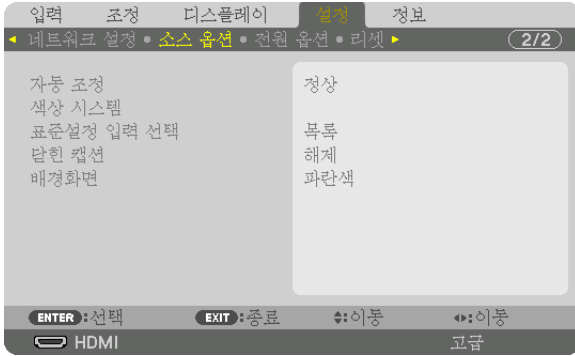 입력 조정 디스플레이 설정 정보
네트워크 설정 • 소스 옵션 • 전원 옵션 • 리셋 2/2
자동 조정 정상
색상 시스템
표준설정 입력 선택 목록
닫힌 캡션 해제
배경화면 파란색
ENTER :선택 EXIT :종료 :이동 :이동
HDMI 고급